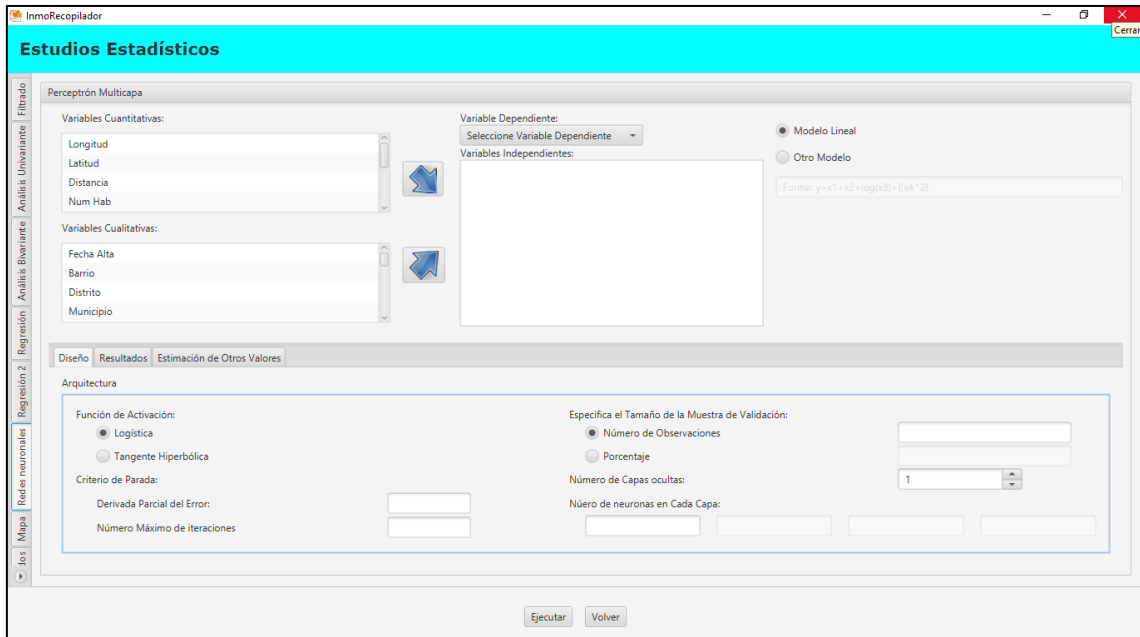 InmoRecopilador
Cerrar
Estudios Estadísticos
Filtrado
Análisis Univariante
Análisis Bivariante
Regresión
Regresión 2
Redes neuronales
Mapa
Perceptrón Multicapa
Variables Cuantitativas:
Longitud
Latitud
Distancia
Num Hab
Variables Cualitativas:
Fecha Alta
Barrio
Distrito
Municipio
Variable Dependiente:
Seleccione Variable Dependiente
Variables Independientes:
Modelo Lineal
Otro Modelo
Forma: y~x1+x2+log(x3)+I(x4^2)
Diseño Resultados Estimación de Otros Valores
Arquitectura
Función de Activación:
Logística
Tangente Hiperbólica
Criterio de Parada:
Derivada Parcial del Error:
Número Máximo de iteraciones
Especifica el Tamaño de la Muestra de Validación:
Número de Observaciones
Porcentaje
Número de Capas ocultas:
1
Núero de neuronas en Cada Capa:
Ejecutar Volver